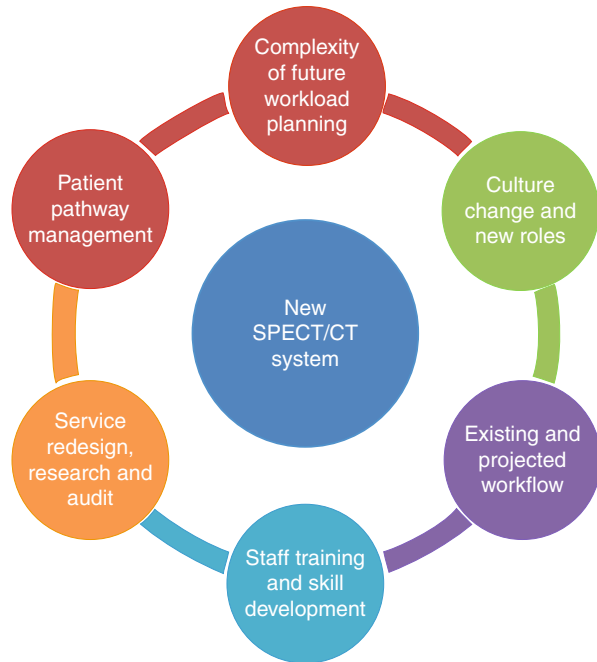 Complexity
of future
workload
planning
Culture
change and
new roles
Existing and
projected
workflow
Staff training
and skill
development
Service
redesign,
research and
audit
Patient
pathway
management
New
SPECT/CT
system